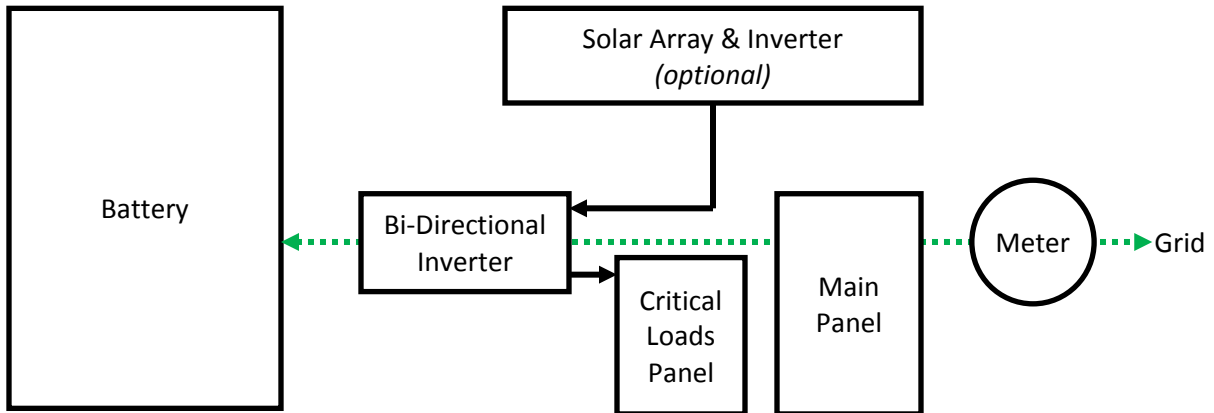 Solar Array & Inverter
(optional)
Battery
Bi-Directional
Inverter
Critical
Loads
Panel
Main
Panel
Meter
Grid